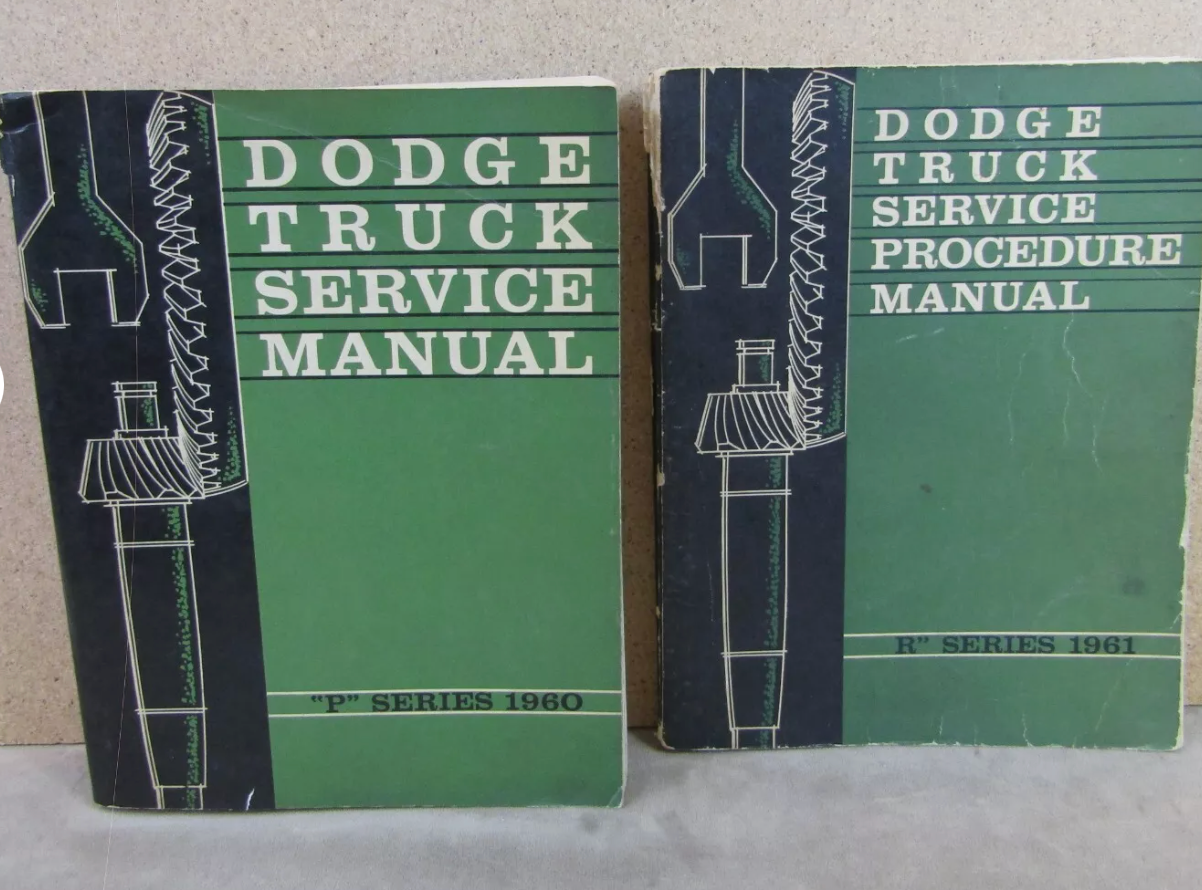 DODGE
TRUCK
SERVICE
MANUAL
"P" SERIES 1960
DODGE
TRUCK
SERVICE
PROCEDURE
MANUAL
R" SERIES 1961